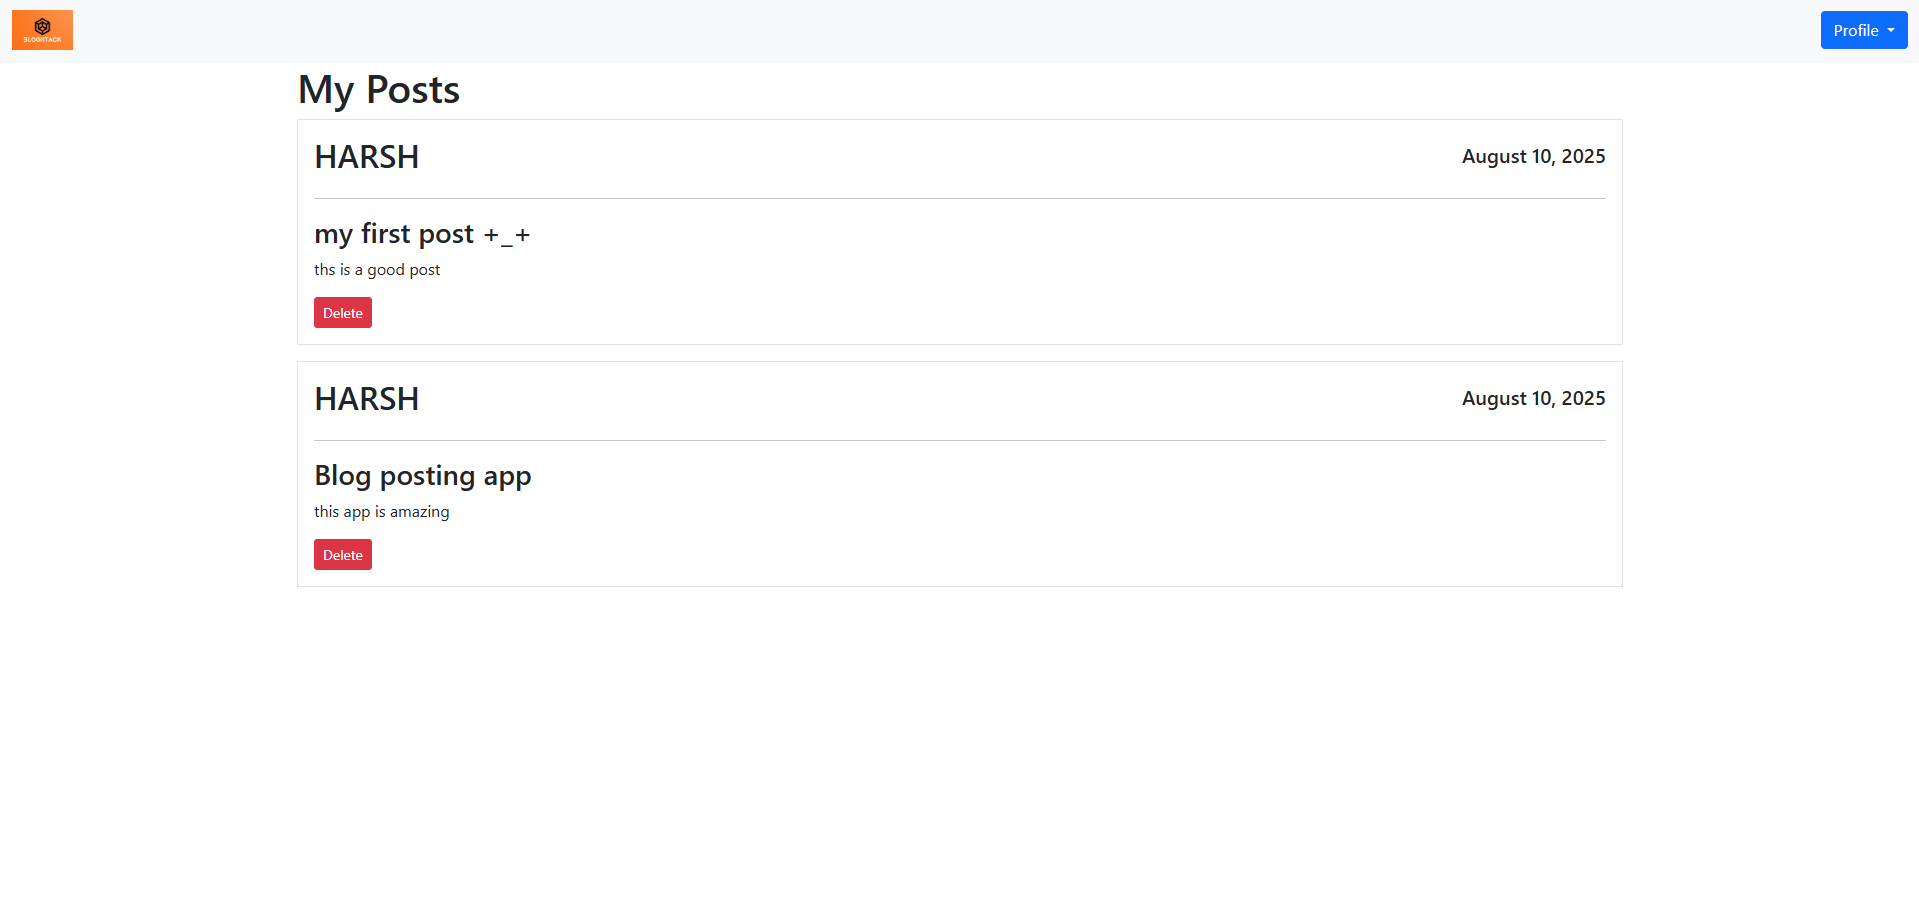 BLOGSTACK
Profile
My Posts
HARSH
August 10, 2025
my first post +_+
ths is a good post
Delete
HARSH
August 10, 2025
Blog posting app
this app is amazing
Delete